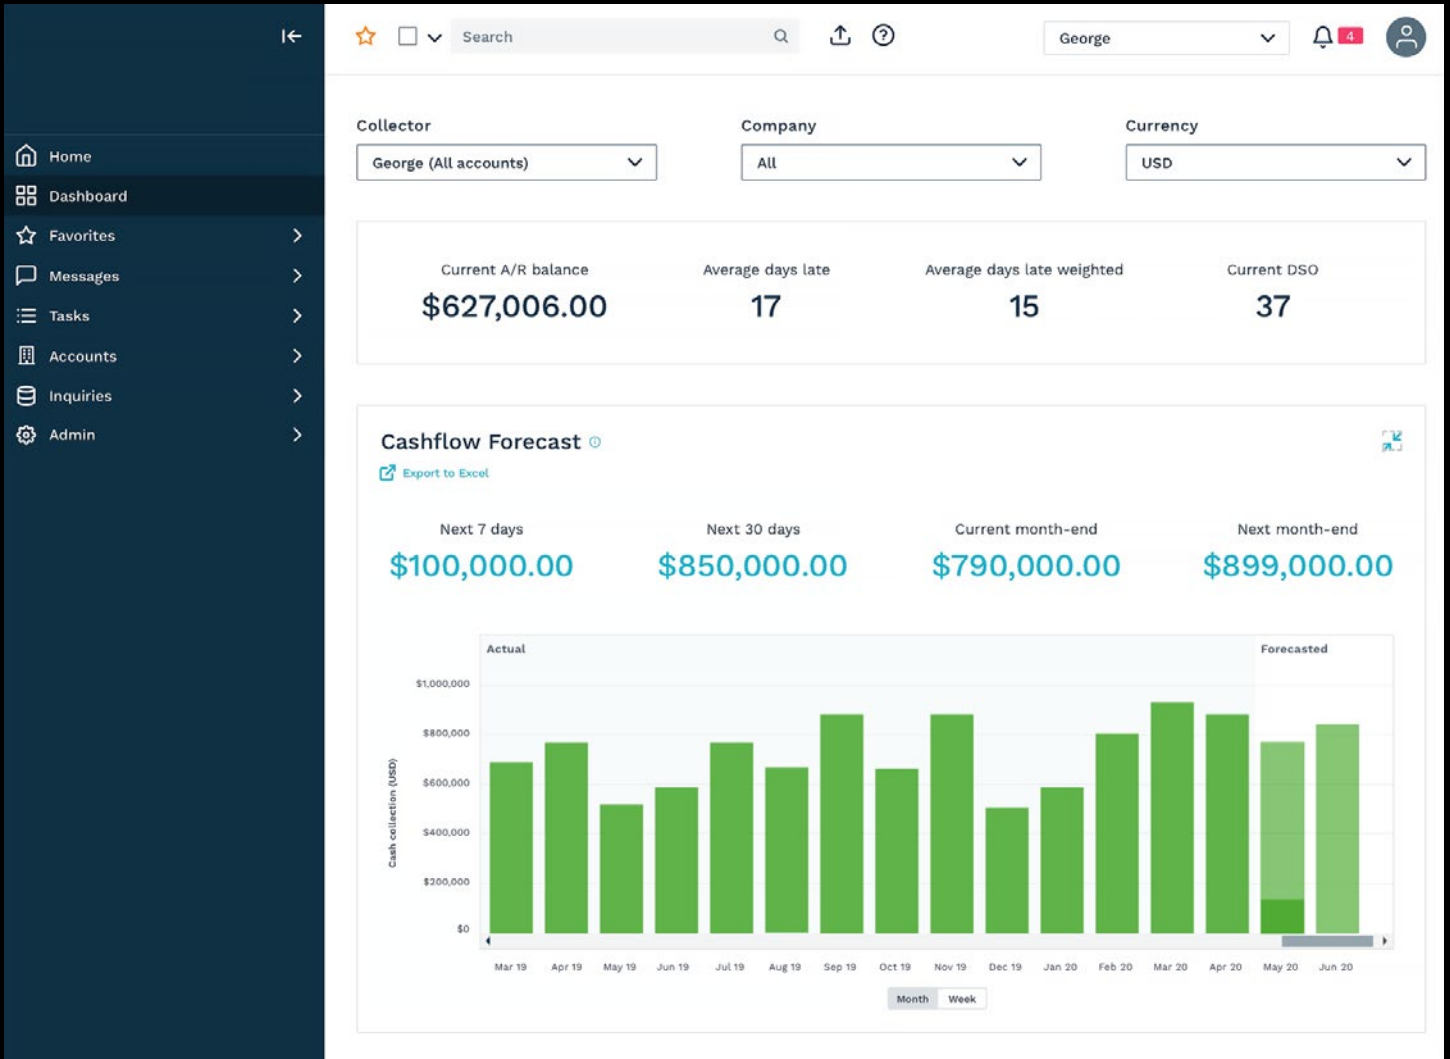 Search
George
4
Home
Dashboard
Favorites
Messages
Tasks
Accounts
Inquiries
Admin
Collector Company Currency
George (All accounts) All USD
Current A/R balance Average days late Average days late weighted Current DSO
$627,006.00 17 15 37
Cashflow Forecast
Export to Excel
Next 7 days Next 30 days Current month-end Next month-end
$100,000.00 $850,000.00 $790,000.00 $899,000.00
Actual Forecasted
Cash collection (USD)
$1,000,000
$800,000
$600,000
$400,000
$200,000
$0
Mar 19 Apr 19 May 19 Jun 19 Jul 19 Aug 19 Sep 19 Oct 19 Nov 19 Dec 19 Jan 20 Feb 20 Mar 20 Apr 20 May 20 Jun 20
Month Week